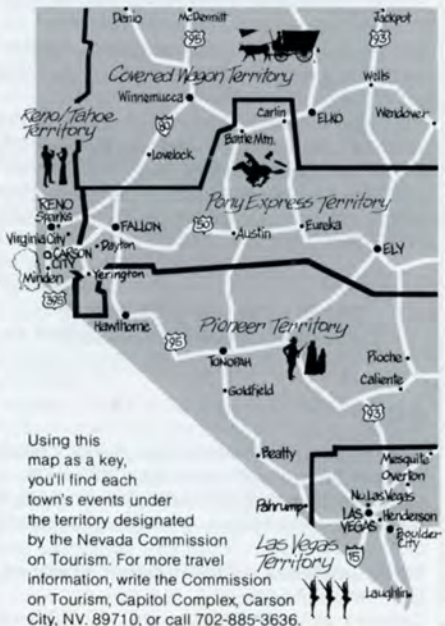 Denio
McDermitt
Jackpot
93
Covered Wagon Territory
Wells
Winnemucca
Carlin
ELKO
Wendover
Reno/Tahoe
Territory
80
Battle Mtn.
Lovelock
Pony Express Territory
RENO
Sparks
FALLON
50
Eureka
Virginia City
Austin
Dayton
ELY
CARSON
CITY
Minden
Yerington
395
Hawthorne
Pioneer Territory
95
TONOPAH
Pioche
Goldfield
Caliente
93
Beatty
Mesquite
Overton
Pahrump
No. Las Vegas
LAS
VEGAS
Henderson
Boulder
City
Las Vegas
Territory
15
Laughlin
Using this
map as a key,
you'll find each
town's events under
the territory designated
by the Nevada Commission
on Tourism. For more travel
information, write the Commission
on Tourism, Capitol Complex, Carson
City, NV. 89710, or call 702-885-3636.